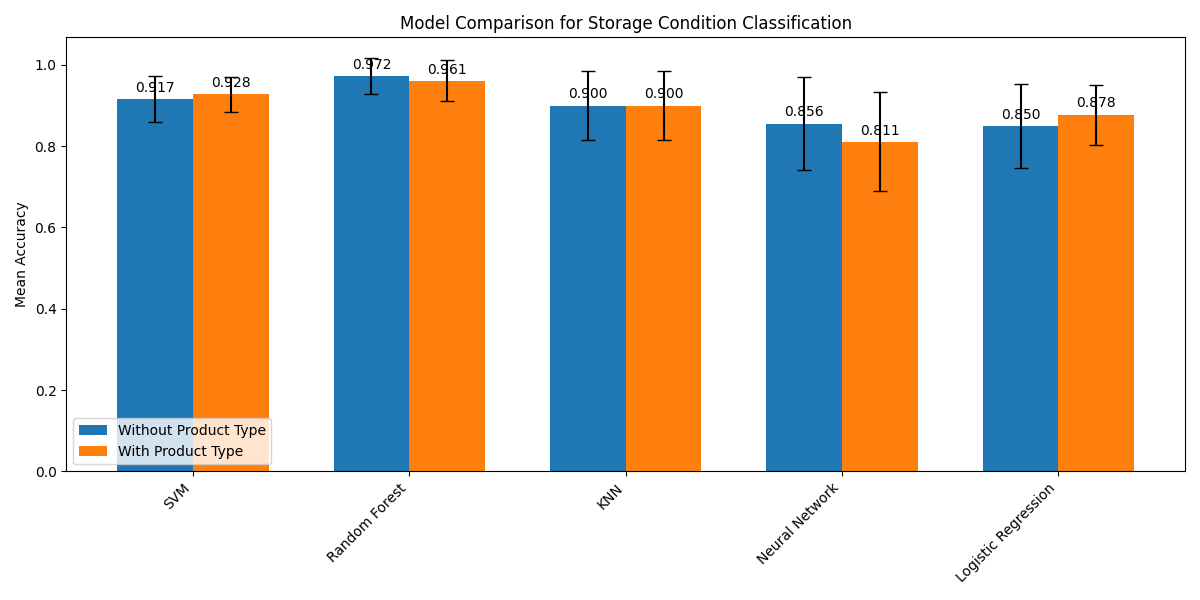 Model Comparison for Storage Condition Classification
Mean Accuracy
1.0
0.8
0.6
0.4
0.2
0.0
0.917
0.928
0.972
0.961
0.900
0.900
0.856
0.811
0.850
0.878
Without Product Type
With Product Type
SVM
Random Forest
KNN
Neural Network
Logistic Regression